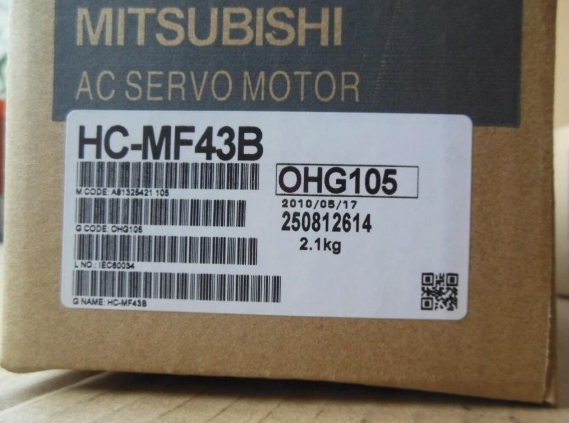 MITSUBISHI
AC SERVO MOTOR
HC-MF43B
M CODE: A81325421 105
OHG105
2010/05/17
G CODE: OHG105
250812614
2.1kg
L NO.: IEC60034
G NAME: HC-MF43B